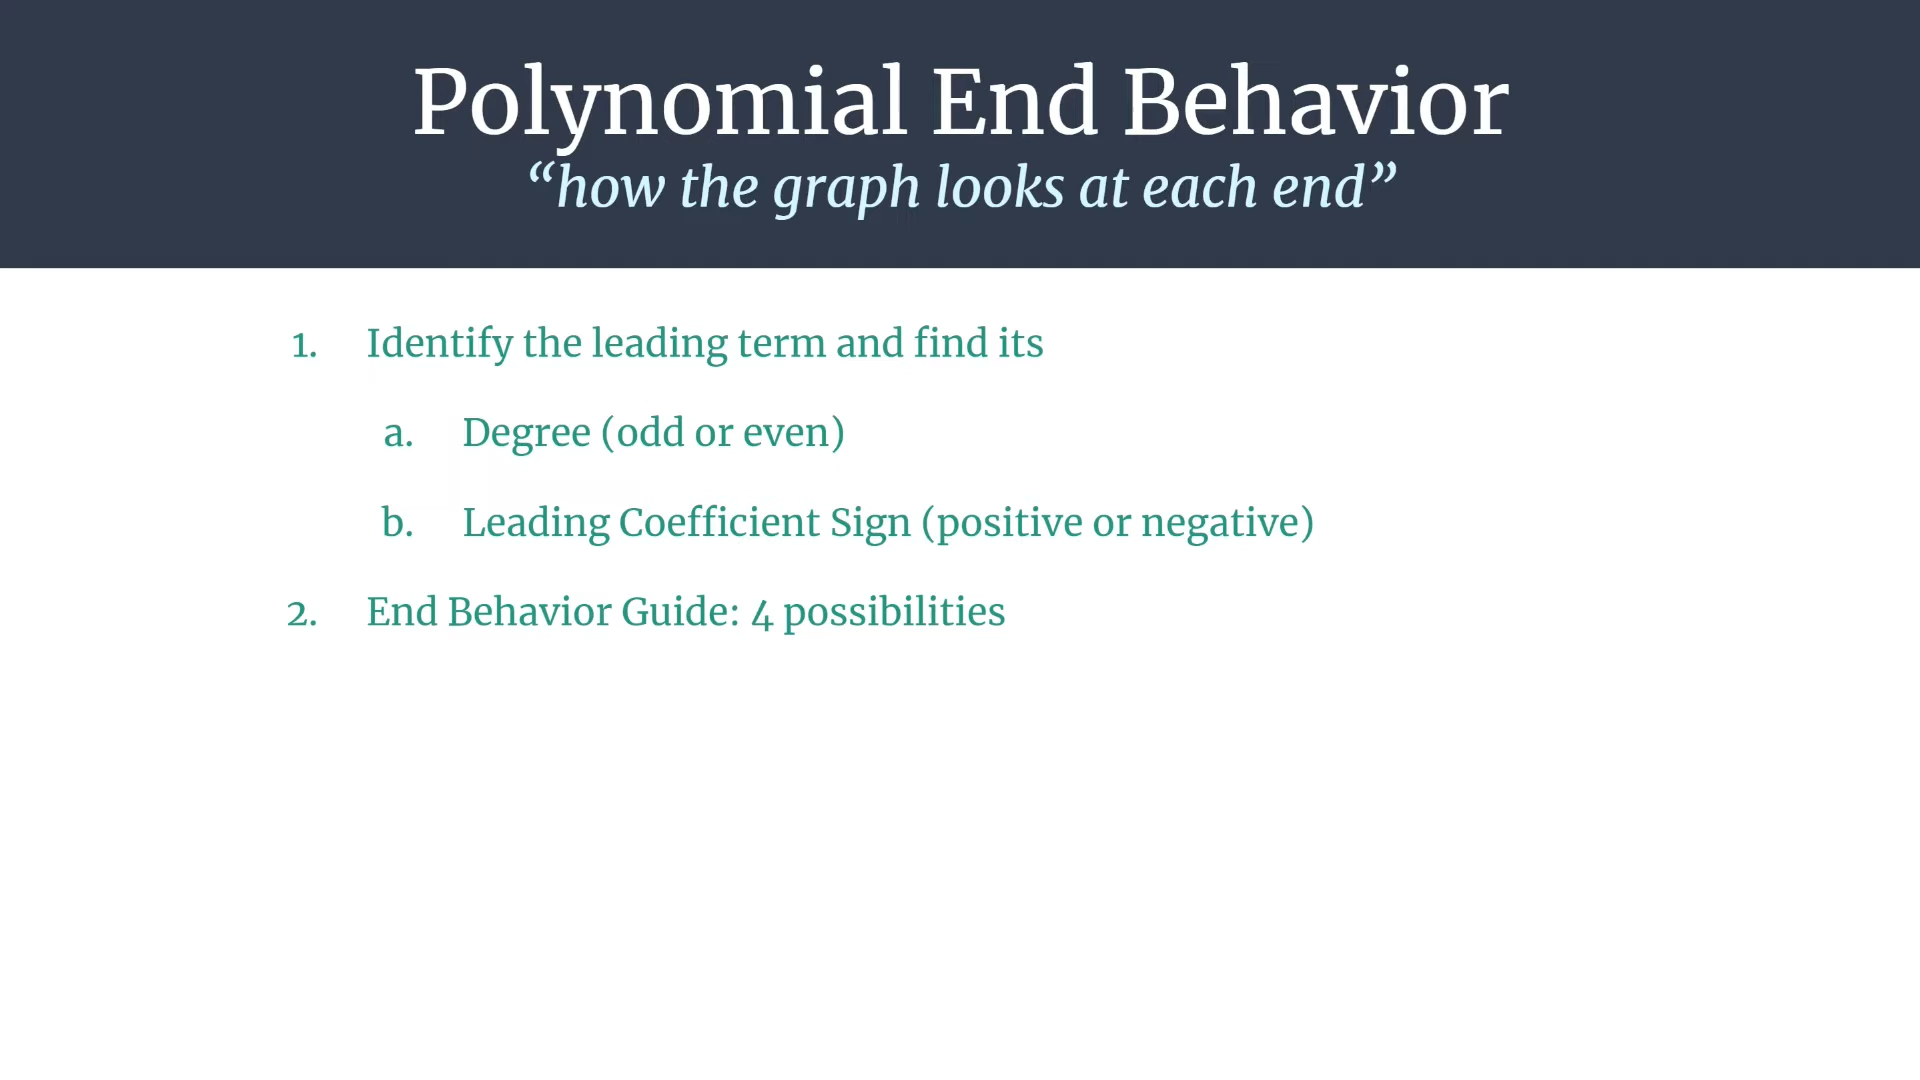 Polynomial End Behavior
“how the graph looks at each end”
1. Identify the leading term and find its
a. Degree (odd or even)
b. Leading Coefficient Sign (positive or negative)
2. End Behavior Guide: 4 possibilities